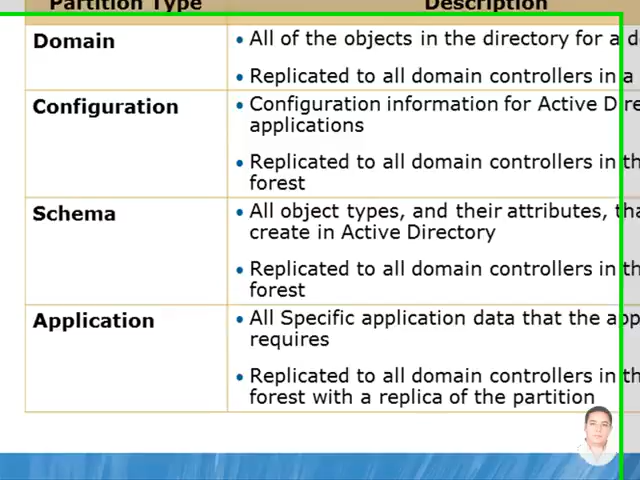 Partition Type Description
Domain
• All of the objects in the directory for a d
• Replicated to all domain controllers in a
Configuration
• Configuration information for Active Dire
applications
• Replicated to all domain controllers in th
forest
Schema
• All object types, and their attributes, tha
create in Active Directory
• Replicated to all domain controllers in th
forest
Application
• All Specific application data that the app
requires
• Replicated to all domain controllers in th
forest with a replica of the partition